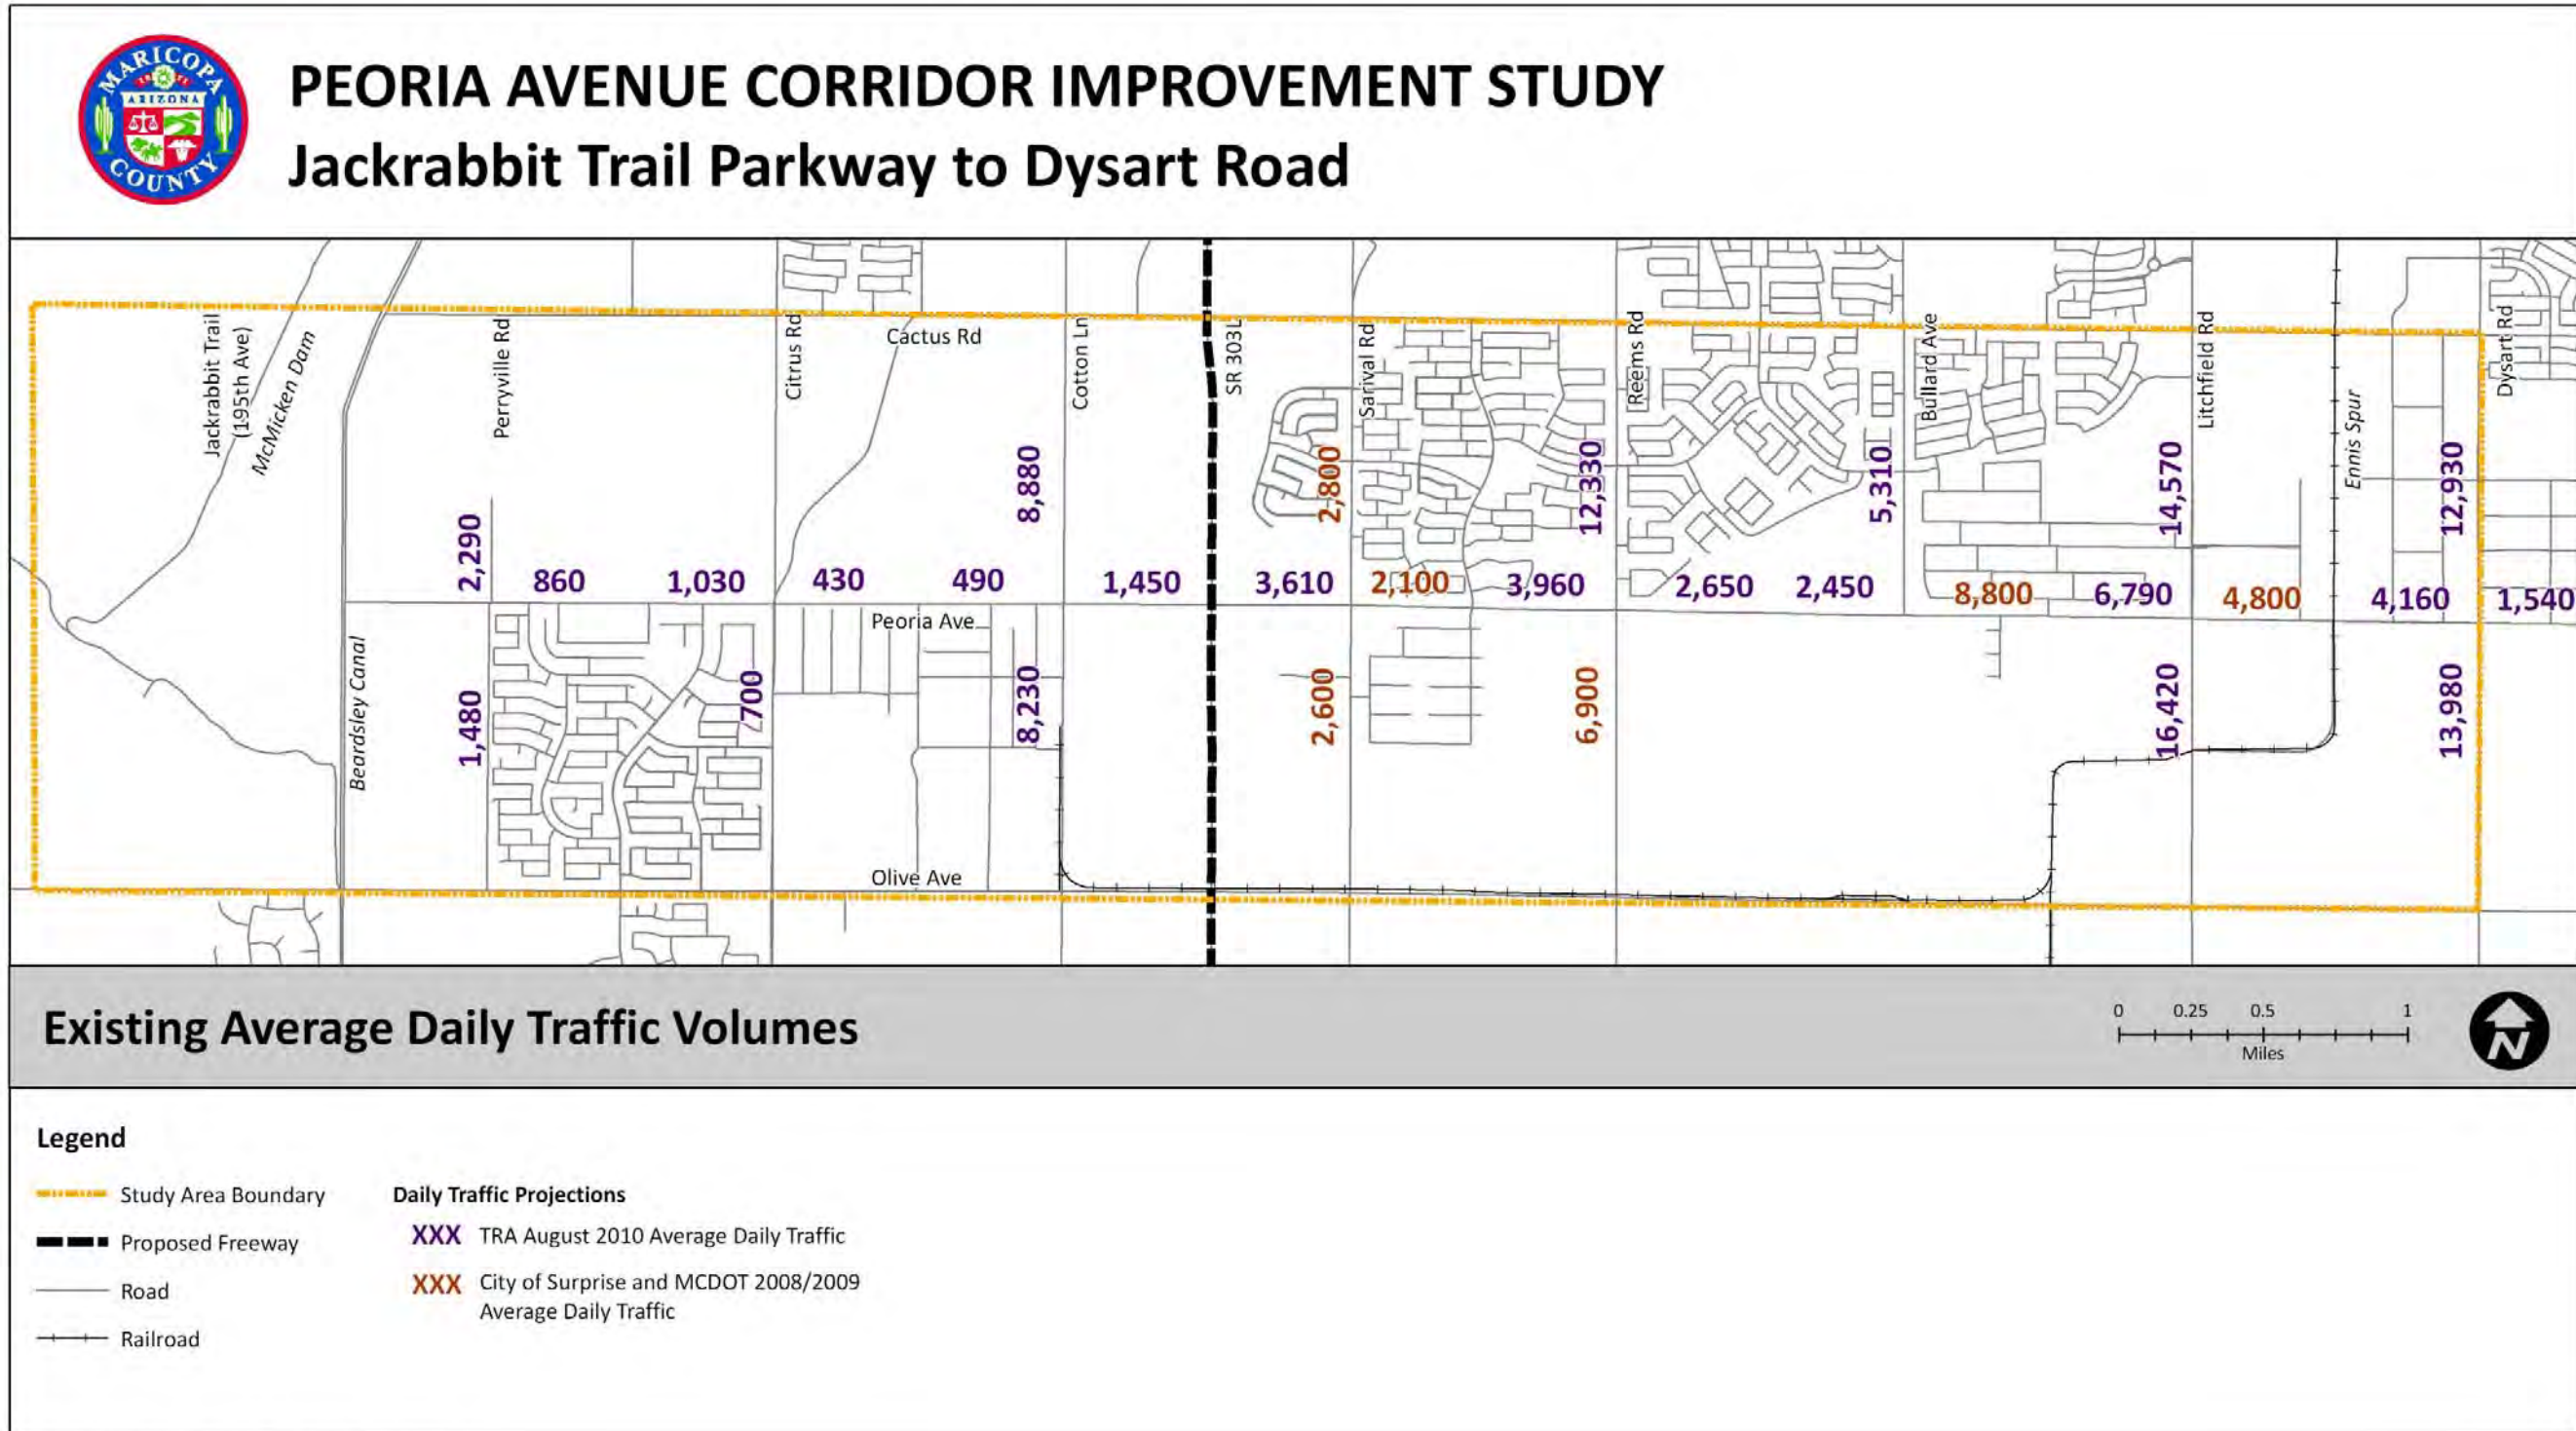 MARICOPA
ARIZONA
COUNTY
PEORIA AVENUE CORRIDOR IMPROVEMENT STUDY
Jackrabbit Trail Parkway to Dysart Road
Jackrabbit Trail
(195th Ave)
McMicken Dam
Perryville Rd
Citrus Rd
Cactus Rd
Cotton Ln
SR 303L
Sarival Rd
Reems Rd
Bullard Ave
Litchfield Rd
Ennis Spur
Dysart Rd
2,290
8,880
2,800
12,330
5,310
14,570
12,930
860
1,030
430
490
1,450
3,610
2,100
3,960
2,650
2,450
8,800
6,790
4,800
4,160
1,540
Peoria Ave
Beardsley Canal
1,480
700
8,230
2,600
6,900
16,420
13,980
Olive Ave
Existing Average Daily Traffic Volumes
0 0.25 0.5 1
Miles
N
Legend
Study Area Boundary
Proposed Freeway
Road
Railroad
Daily Traffic Projections
XXX TRA August 2010 Average Daily Traffic
XXX City of Surprise and MCDOT 2008/2009
Average Daily Traffic